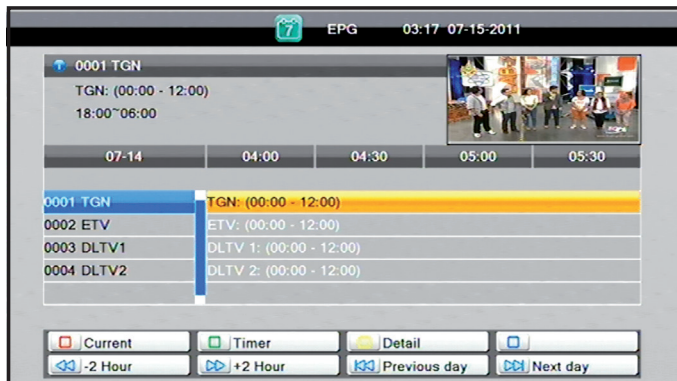 7 EPG 03:17 07-15-2011
0001 TGN
TGN: (00:00 - 12:00)
18:00~06:00
07-14 04:00 04:30 05:00 05:30
0001 TGN TGN: (00:00 - 12:00)
0002 ETV ETV: (00:00 - 12:00)
0003 DLTV1 DLTV 1: (00:00 - 12:00)
0004 DLTV2 DLTV 2: (00:00 - 12:00)
Current Timer Detail
-2 Hour +2 Hour Previous day Next day